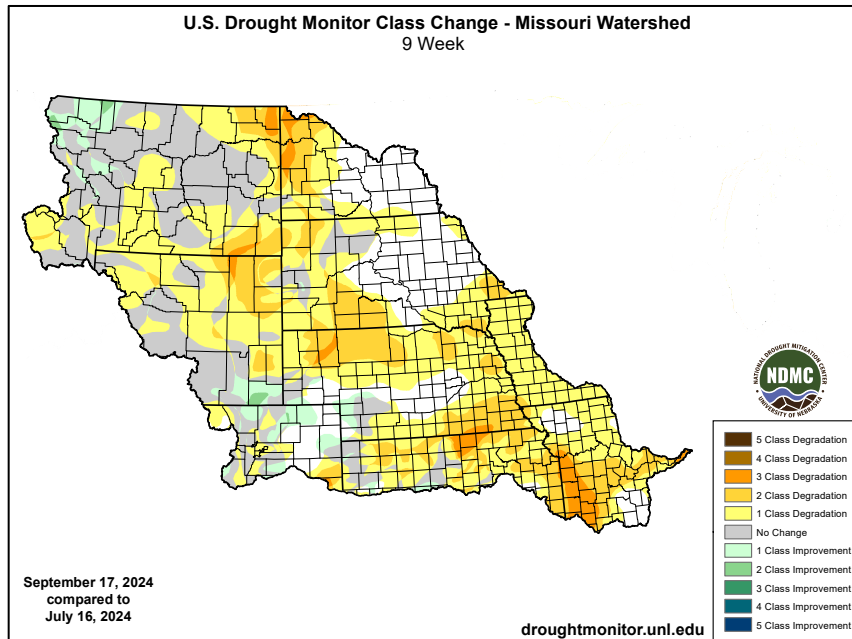 U.S. Drought Monitor Class Change - Missouri Watershed
9 Week
NATIONAL DROUGHT MITIGATION CENTER
NDMC
UNIVERSITY OF NEBRASKA
5 Class Degradation
4 Class Degradation
3 Class Degradation
2 Class Degradation
1 Class Degradation
No Change
1 Class Improvement
2 Class Improvement
3 Class Improvement
4 Class Improvement
5 Class Improvement
September 17, 2024
compared to
July 16, 2024
droughtmonitor.unl.edu